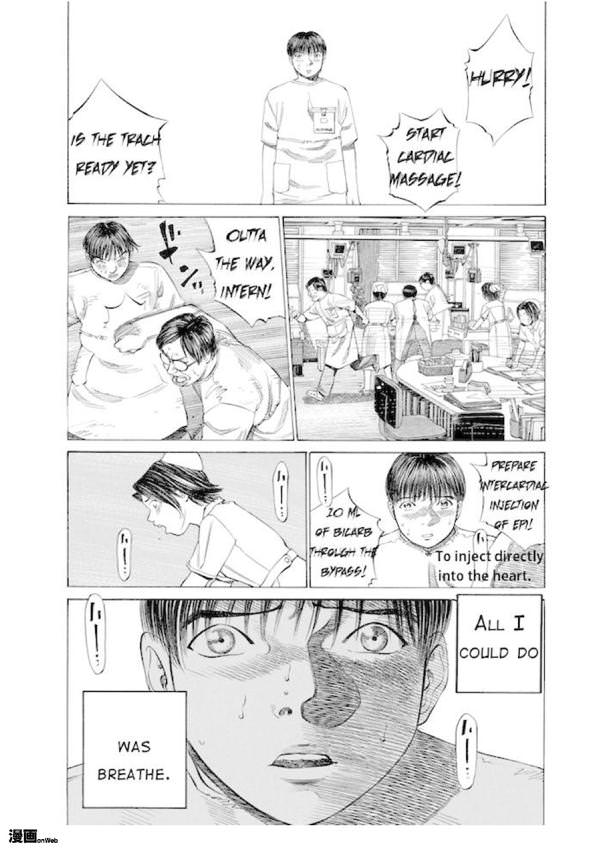 HURRY!
IS THE TRACH
READY YET?
START
CARDIAC
MASSAGE!
OUTTA
THE WAY,
INTERN!
PREPARE
INTERCARDIAL
INJECTION
OF EPI!
To inject directly
into the heart.
20 ML
OF BICARB
THROUGH THE
BYPASS!
ALL I
COULD DO
WAS
BREATHE.
漫画onWeb